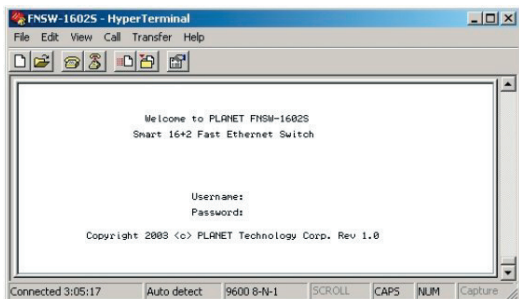 FNSW-1602S - HyperTerminal
File Edit View Call Transfer Help
Welcome to PLANET FNSW-1602S
Smart 16+2 Fast Ethernet Switch
Username:
Password:
Copyright 2003 <c> PLANET Technology Corp. Rev 1.0
Connected 3:05:17 Auto detect 9600 8-N-1 SCROLL CAPS NUM Capture